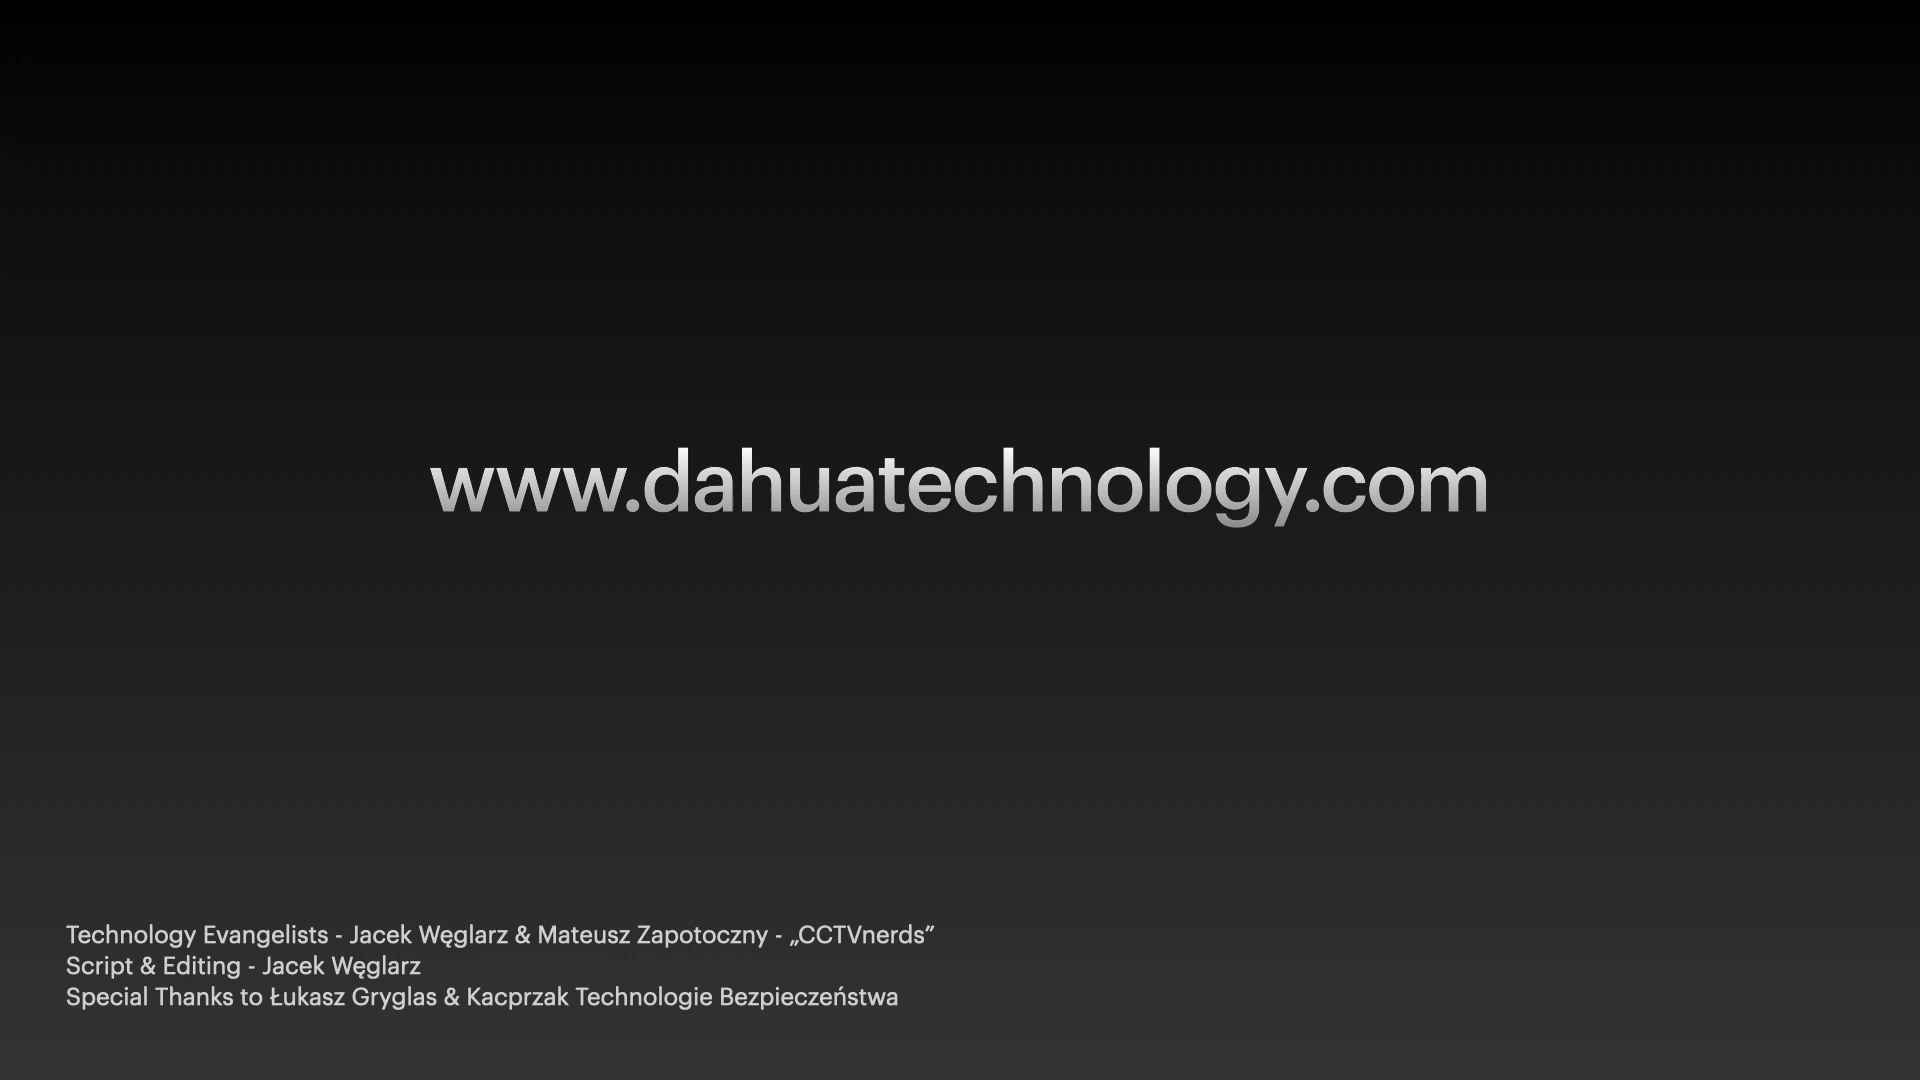 www.dahuatechnology.com
Technology Evangelists - Jacek Węglarz & Mateusz Zapotoczny - „CCTVnerds”
Script & Editing - Jacek Węglarz
Special Thanks to Łukasz Gryglas & Kacprzak Technologie Bezpieczeństwa